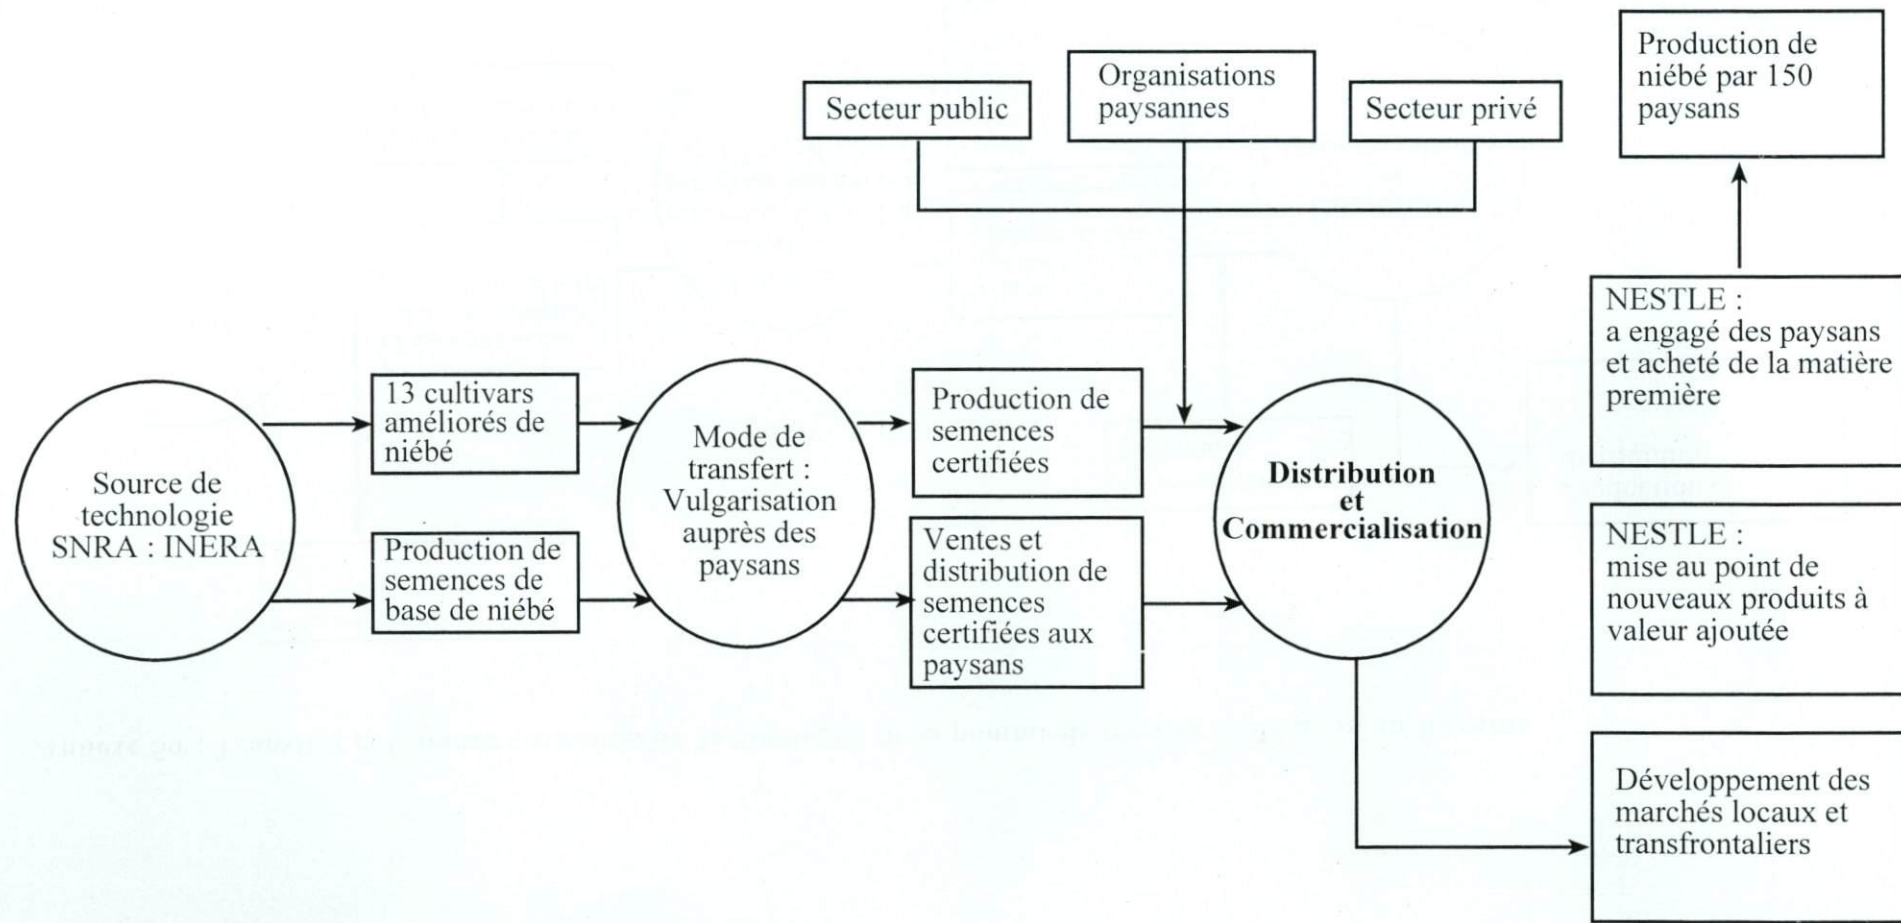 Production de
niébé par 150
paysans
Organisations
paysannes
Secteur public
Secteur privé
NESTLE :
a engagé des paysans
et acheté de la matière
première
13 cultivars
améliorés de
niébé
Production de
semences
certifiées
Mode de
transfert :
Vulgarisation
auprès des
paysans
Source de
technologie
SNRA : INERA
Distribution
et
Commercialisation
Production de
semences de
base de niébé
Ventes et
distribution de
semences
certifiées aux
paysans
NESTLE :
mise au point de
nouveaux produits à
valeur ajoutée
Développement des
marchés locaux et
transfrontaliers